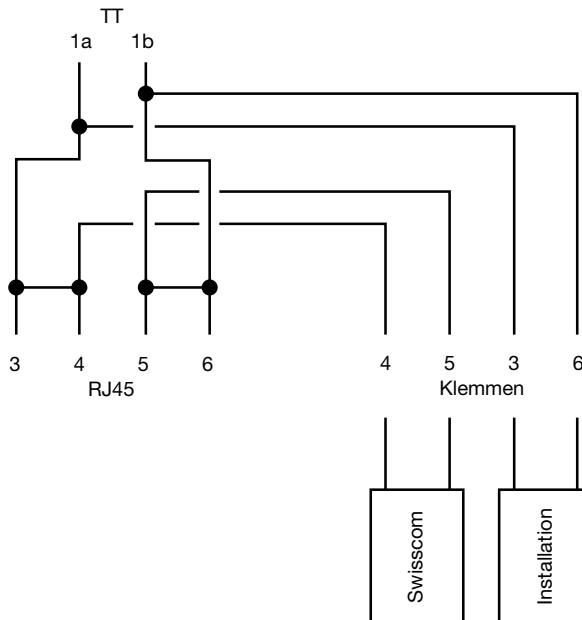 TT
1a 1b
3 4 5 6 4 5 3 6
RJ45 Klemmen
Swisscom
Installation